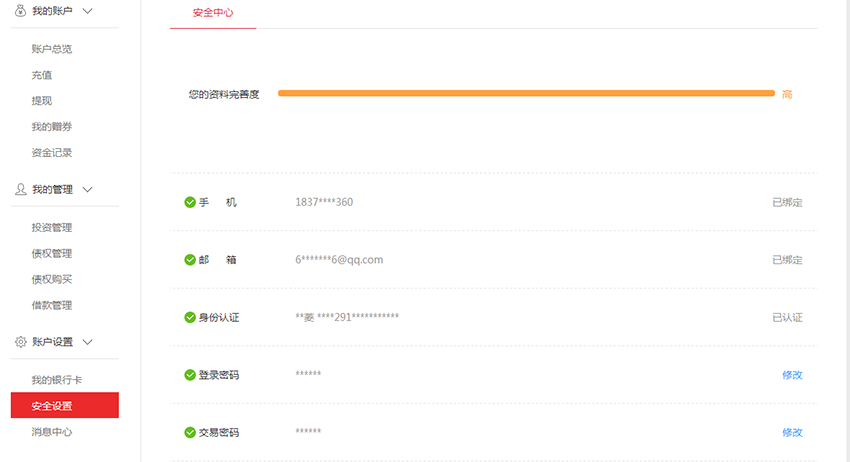 我的账户
账户总览
充值
提现
我的赠券
资金记录
我的管理
投资管理
债权管理
债权购买
借款管理
账户设置
我的银行卡
安全设置
消息中心
安全中心
您的资料完善度 高
手 机 1837****360 已绑定
邮 箱 6*******6@qq.com 已绑定
身份认证 **菱 ****291*********** 已认证
登录密码 ****** 修改
交易密码 ****** 修改